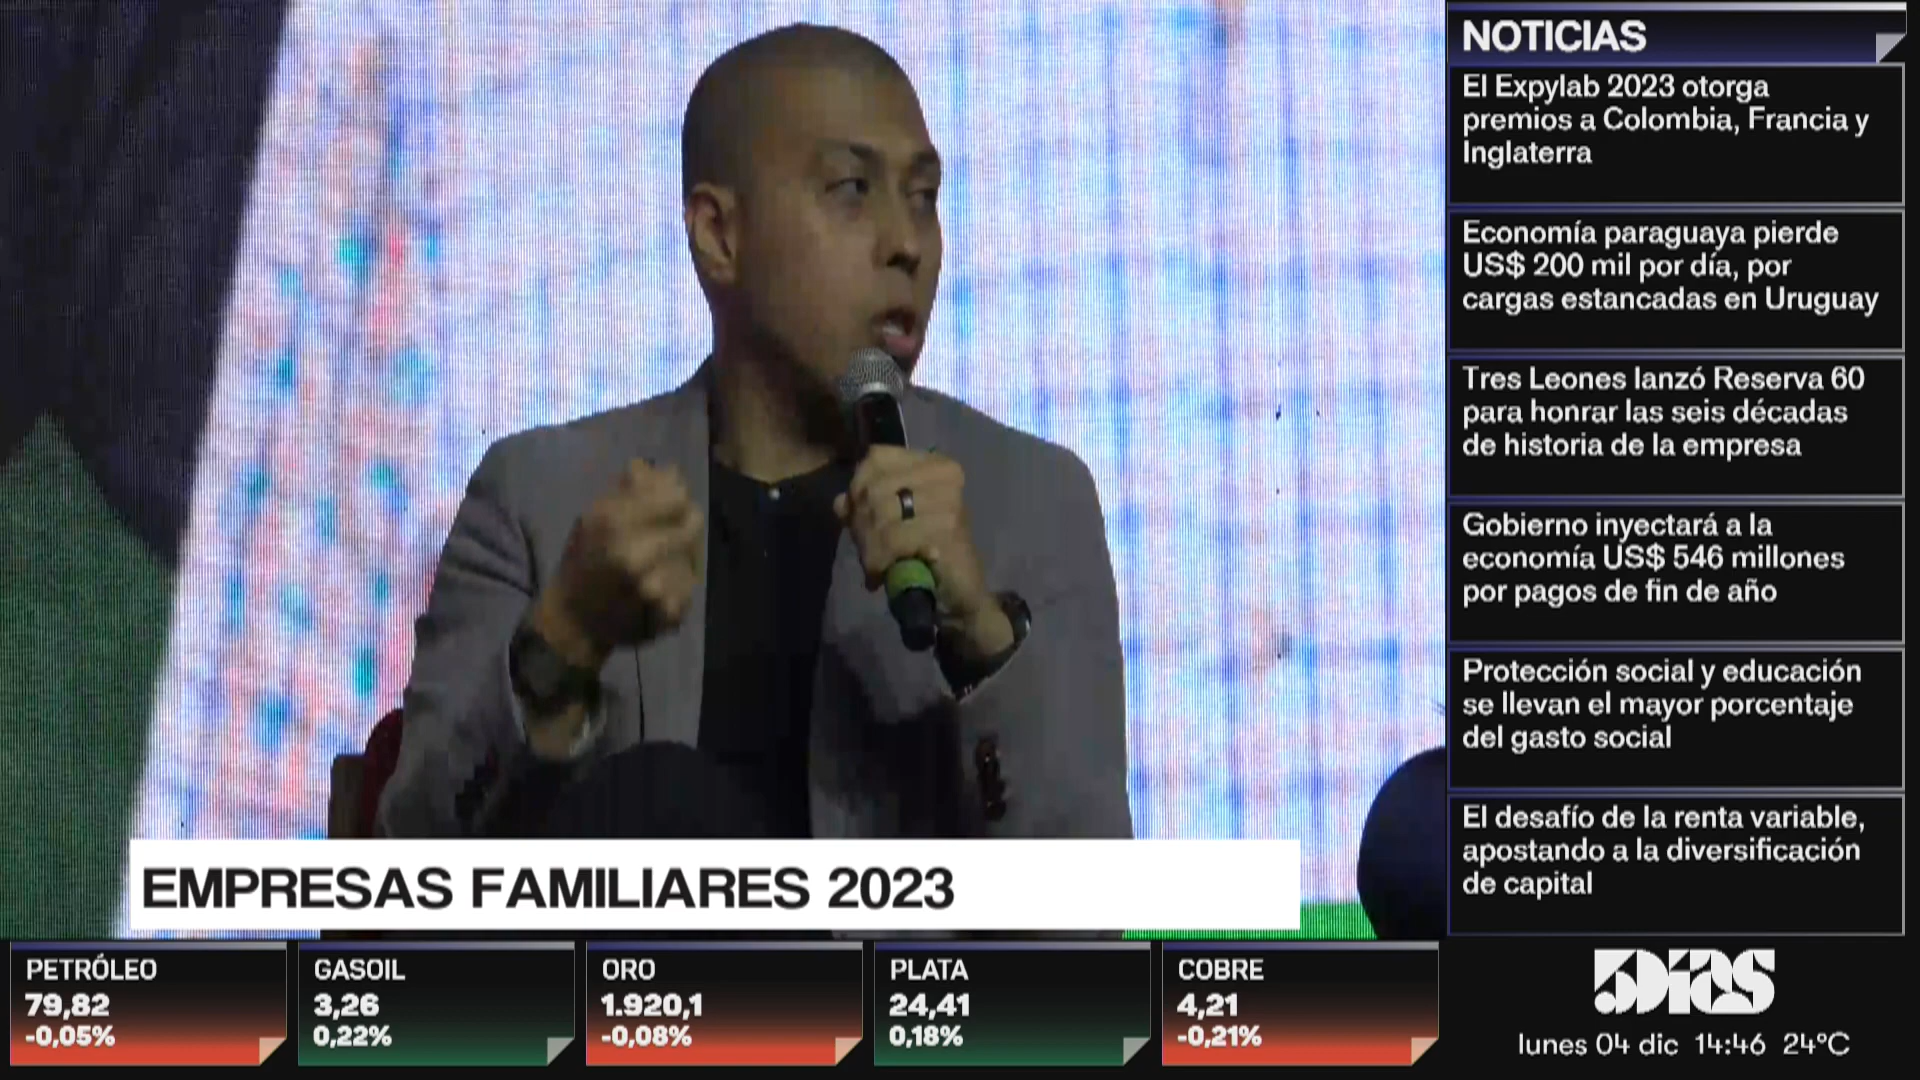 NOTICIAS
El Expylab 2023 otorga
premios a Colombia, Francia y
Inglaterra
Economía paraguaya pierde
US$ 200 mil por día, por
cargas estancadas en Uruguay
Tres Leones lanzó Reserva 60
para honrar las seis décadas
de historia de la empresa
Gobierno inyectará a la
economía US$ 546 millones
por pagos de fin de año
Protección social y educación
se llevan el mayor porcentaje
del gasto social
El desafío de la renta variable,
apostando a la diversificación
de capital
EMPRESAS FAMILIARES 2023
PETRÓLEO
79,82
-0,05%
GASOIL
3,26
0,22%
ORO
1.920,1
-0,08%
PLATA
24,41
0,18%
COBRE
4,21
-0,21%
5Días
lunes 04 dic 14:46 24°C